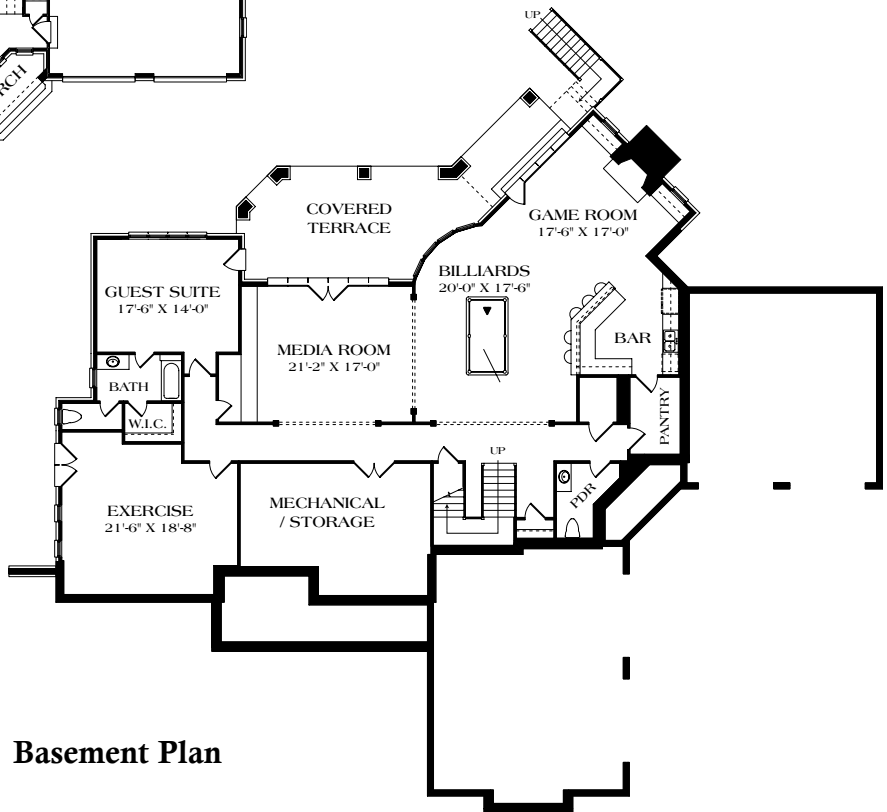 UP
RCH
COVERED
TERRACE
GAME ROOM
17'-6" X 17'-0"
BILLIARDS
20'-0" X 17'-6"
GUEST SUITE
17'-6" X 14'-0"
MEDIA ROOM
21'-2" X 17'-0"
BAR
BATH
W.I.C.
PANTRY
UP
EXERCISE
21'-6" X 18'-8"
MECHANICAL
/ STORAGE
PDR
Basement Plan